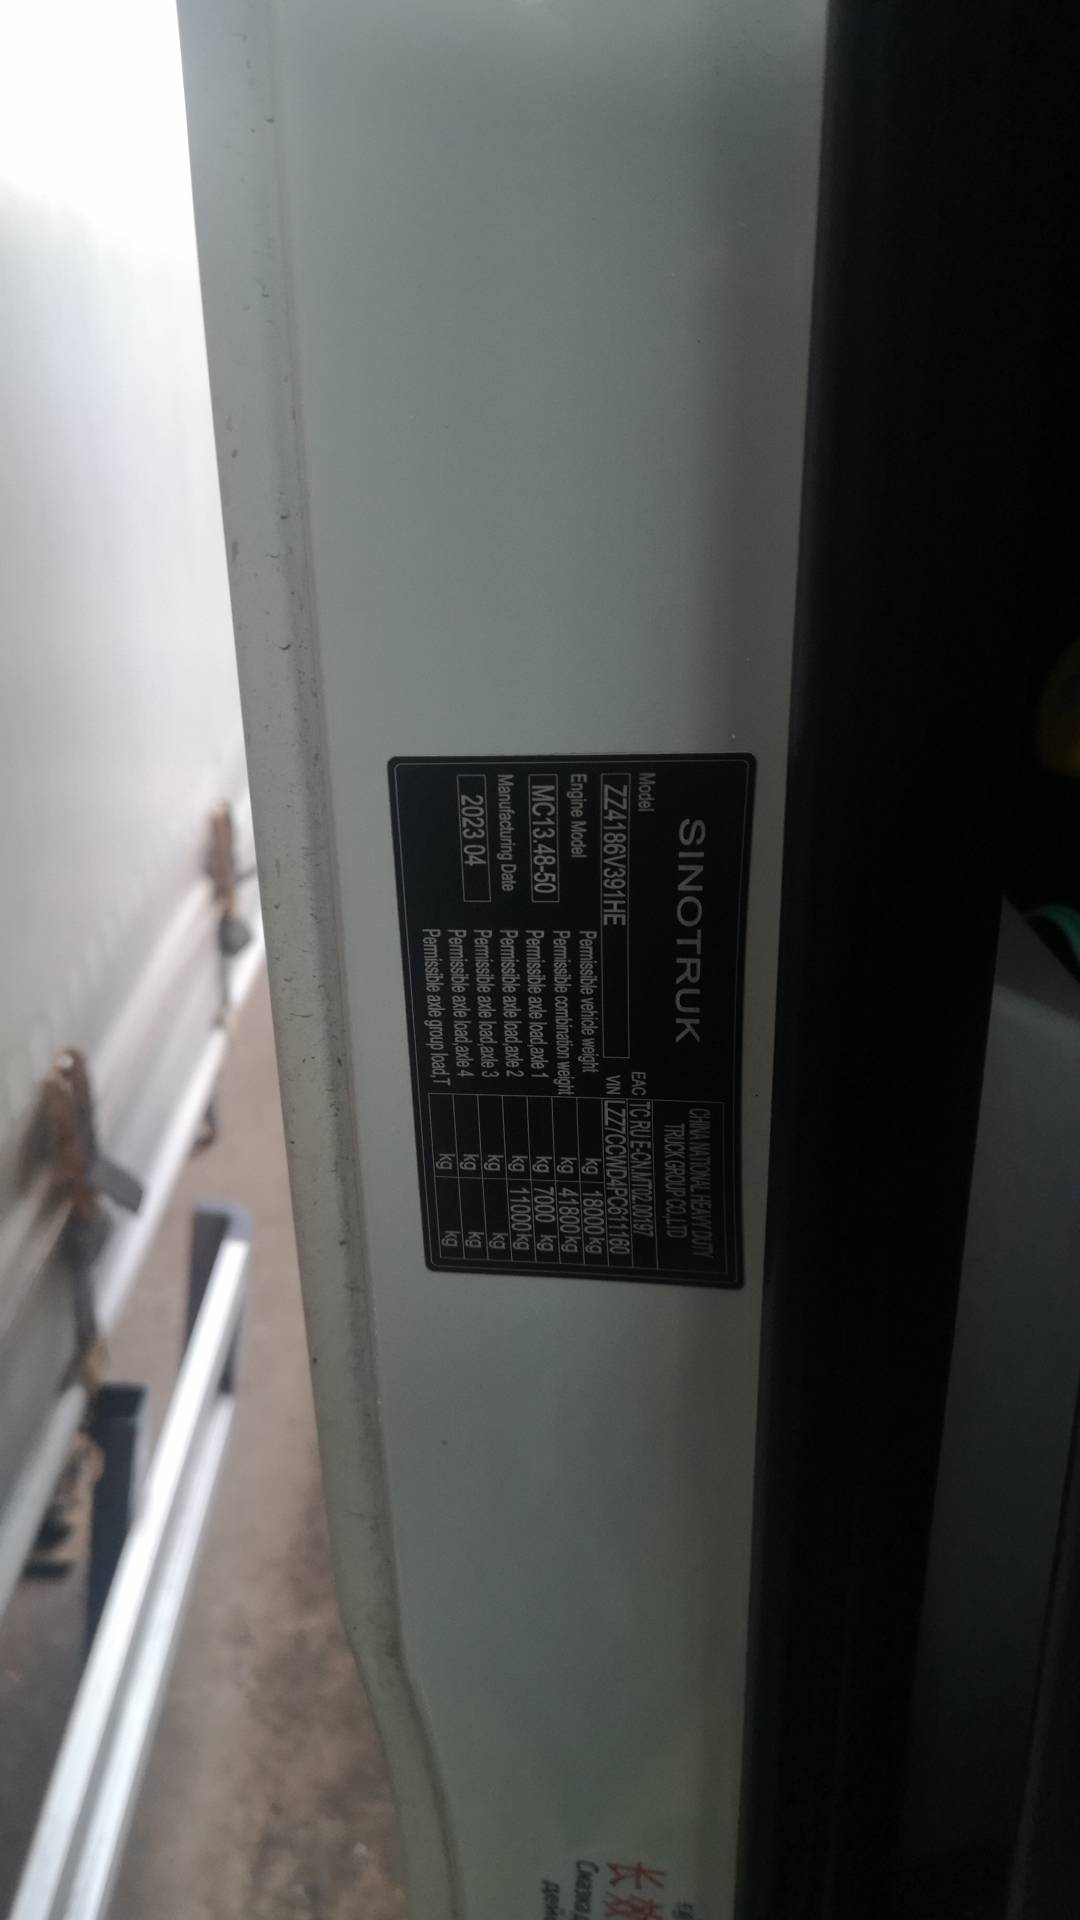 SINOTRUK
CHINA NATIONAL HEAVY DUTY
TRUCK GROUP CO.,LTD
Model
EAC TC RU E-CN.MT02.00197
ZZ4186V391HE
VIN LZZ7CCWD4PC611160
Engine Model
MC13.48-50
Manufacturing Date
2023 04
Permissible vehicle weight kg 18000 kg
Permissible combination weight kg 41800 kg
Permissible axle load,axle 1 kg 7000 kg
Permissible axle load,axle 2 kg 11000 kg
Permissible axle load,axle 3 kg kg
Permissible axle load,axle 4 kg kg
Permissible axle group load,T kg kg
长效